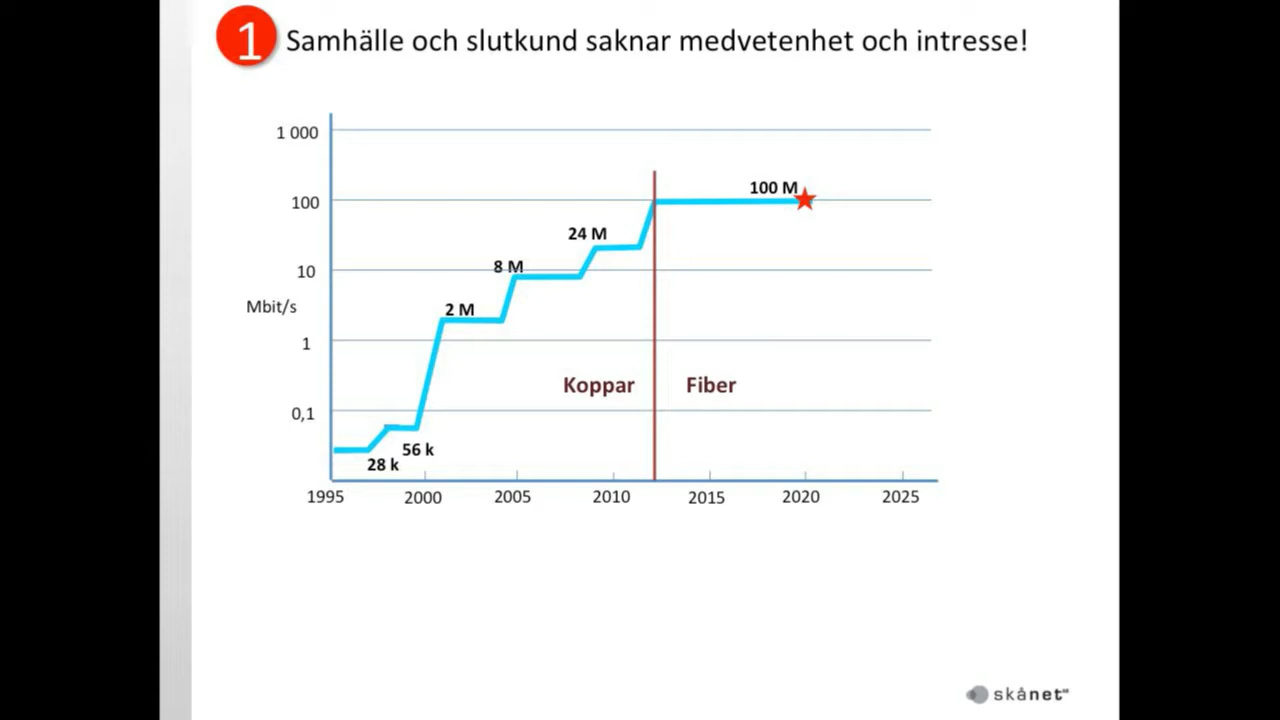 1 Samhälle och slutkund saknar medvetenhet och intresse!
1 000
100
10
Mbit/s
1
0,1
100 M
24 M
8 M
2 M
56 k
28 k
Koppar
Fiber
1995
2000
2005
2010
2015
2020
2025
skånet